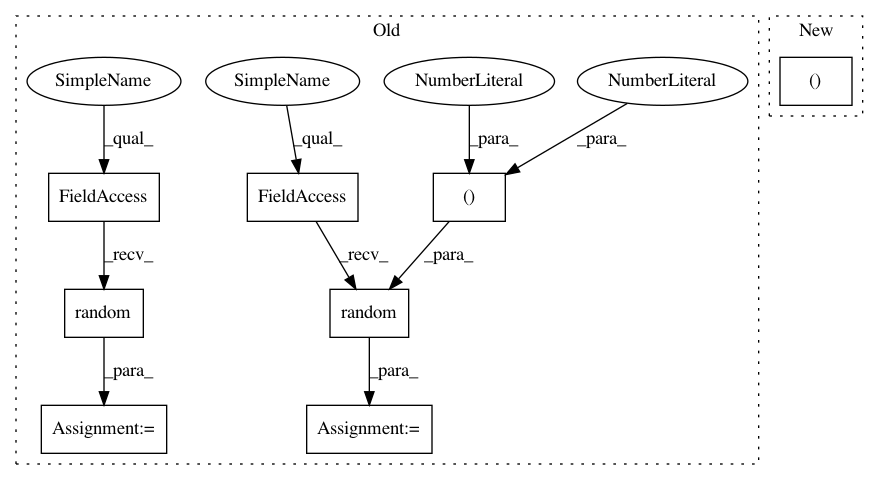 Old
New
SimpleName
SimpleName
NumberLiteral
NumberLiteral
()
_qual_
_qual_
_para_
_para_
FieldAccess
FieldAccess
()
_recv_
_recv_
_para_
random
random
_para_
_para_
Assignment:=
Assignment:=